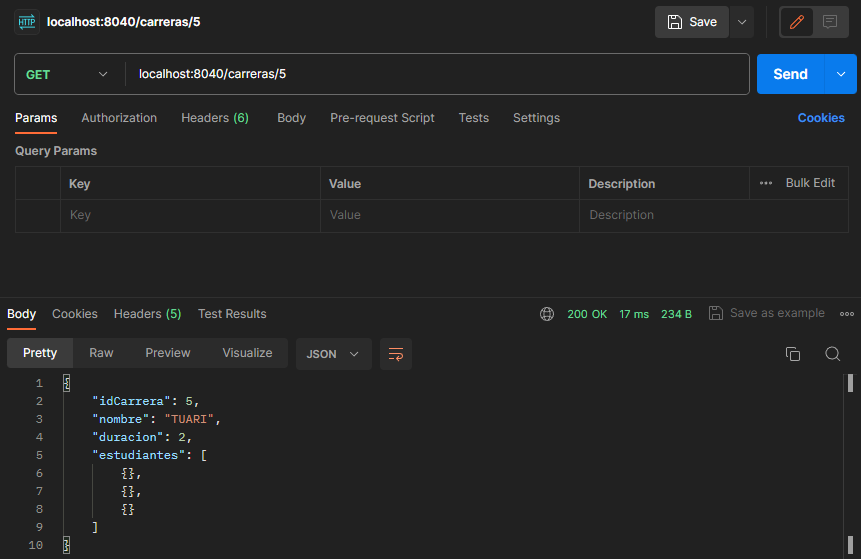 HTTP localhost:8040/carreras/5 Save
GET localhost:8040/carreras/5 Send
Params Authorization Headers (6) Body Pre-request Script Tests Settings Cookies
Query Params
Key Value Description ••• Bulk Edit
Key Value Description
Body Cookies Headers (5) Test Results 200 OK 17 ms 234 B Save as example
Pretty Raw Preview Visualize JSON
1 {
2 "idCarrera": 5,
3 "nombre": "TUARI",
4 "duracion": 2,
5 "estudiantes": [
6 {},
7 {},
8 {}
9 ]
10 }